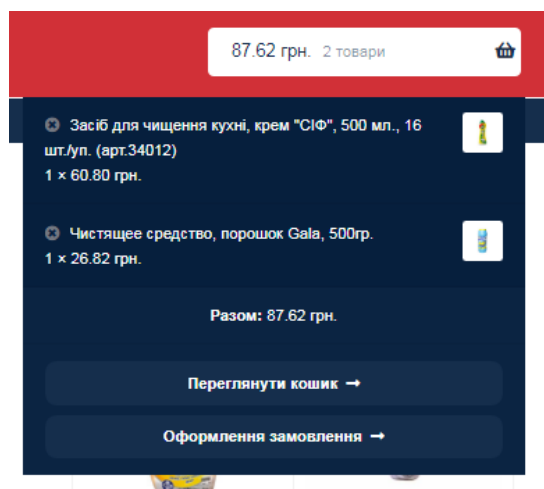 87.62 грн. 2 товари
Засіб для чищення кухні, крем "СІФ", 500 мл., 16
шт./уп. (арт.34012)
1 × 60.80 грн.
Чистящее средство, порошок Gala, 500гр.
1 × 26.82 грн.
Разом: 87.62 грн.
Переглянути кошик →
Оформлення замовлення →